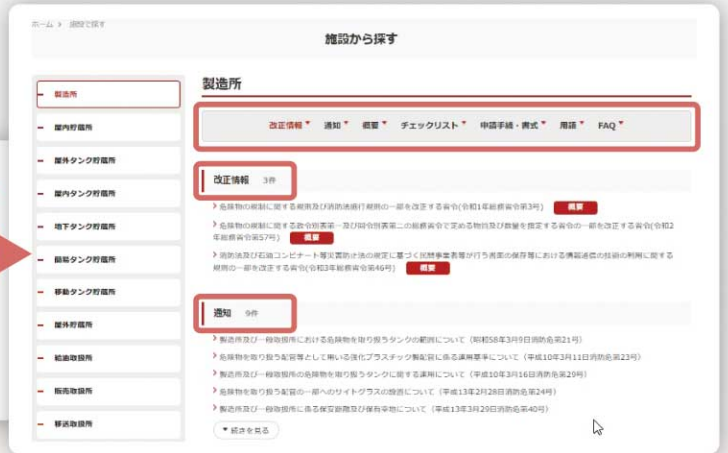 ホーム > 施設で探す
施設から探す
製造所
屋内貯蔵所
屋外タンク貯蔵所
屋内タンク貯蔵所
地下タンク貯蔵所
簡易タンク貯蔵所
移動タンク貯蔵所
屋外貯蔵所
給油取扱所
販売取扱所
移送取扱所
製造所
改正情報 通知 概要 チェックリスト 申請手続・書式 用語 FAQ
改正情報 3件
危険物の規制に関する規則及び消防法施行規則の一部を改正する省令(令和1年総務省令第3号) 概要
危険物の規制に関する政令別表第一及び同令別表第二の総務省令で定める物質及び数量を指定する省令の一部を改正する省令(令和2
年総務省令第57号) 概要
消防法及び石油コンビナート等災害防止法の規定に基づく民間事業者等が行う書面の保存等における情報通信の技術の利用に関する
規則の一部を改正する省令(令和3年総務省令第46号) 概要
通知 9件
製造所及び一般取扱所における危険物を取り扱うタンクの範囲について（昭和58年3月9日消防危第21号）
危険物を取り扱う配管等として用いる強化プラスチック製配管に係る運用基準について（平成10年3月11日消防危第23号）
製造所及び一般取扱所の危険物を取り扱うタンクに関する運用について（平成10年3月16日消防危第29号）
危険物を取り扱う配管の一部へのサイトグラスの設置について（平成13年2月28日消防危第24号）
製造所及び一般取扱所に係る保安距離及び保有空地について（平成13年3月29日消防危第40号）
続きを見る